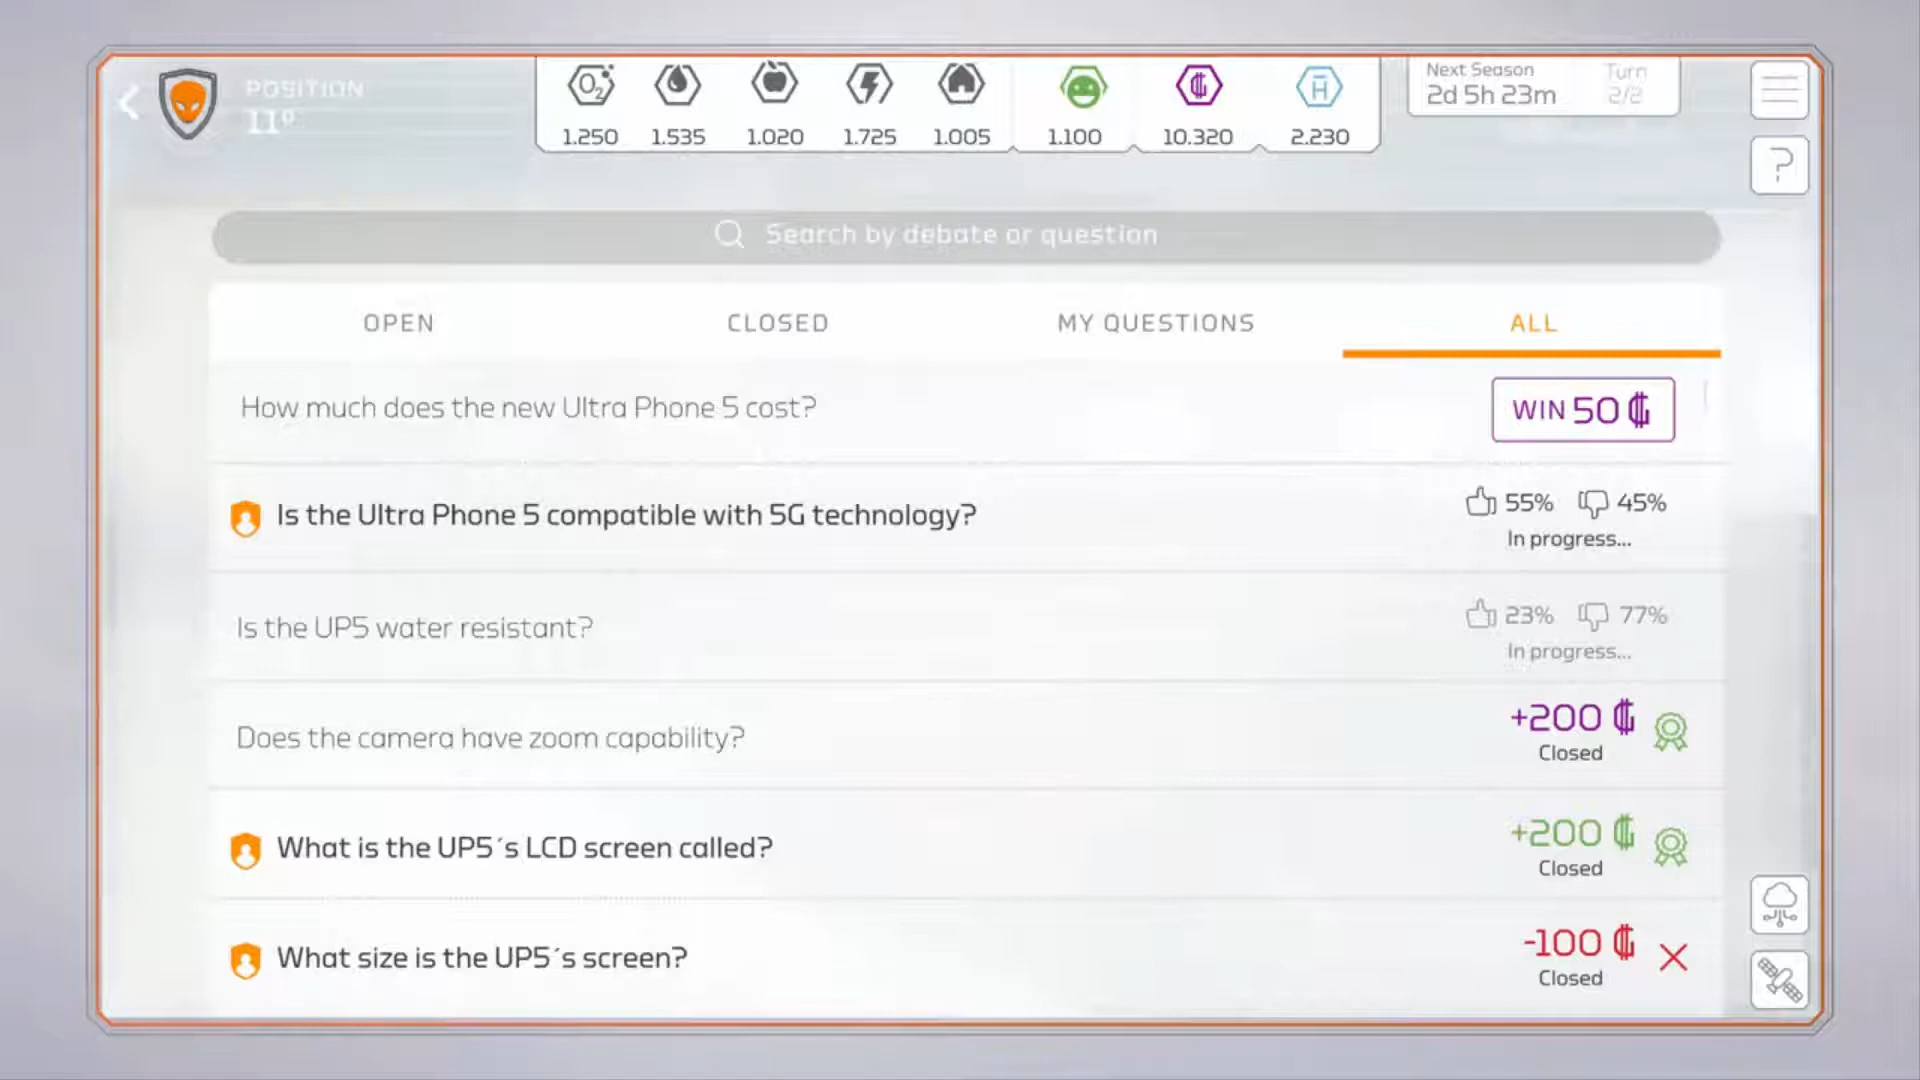 POSITION
11º
O2
1.250 1.535 1.020 1.725 1.005 1.100 10.320 2.230
Next Season
2d 5h 23m
Turn
2/2
?
Search by debate or question
OPEN CLOSED MY QUESTIONS ALL
How much does the new Ultra Phone 5 cost?
WIN 50
Is the Ultra Phone 5 compatible with 5G technology?
55% 45%
In progress...
Is the UP5 water resistant?
23% 77%
In progress...
Does the camera have zoom capability?
+200
Closed
What is the UP5´s LCD screen called?
+200
Closed
What size is the UP5´s screen?
-100
Closed